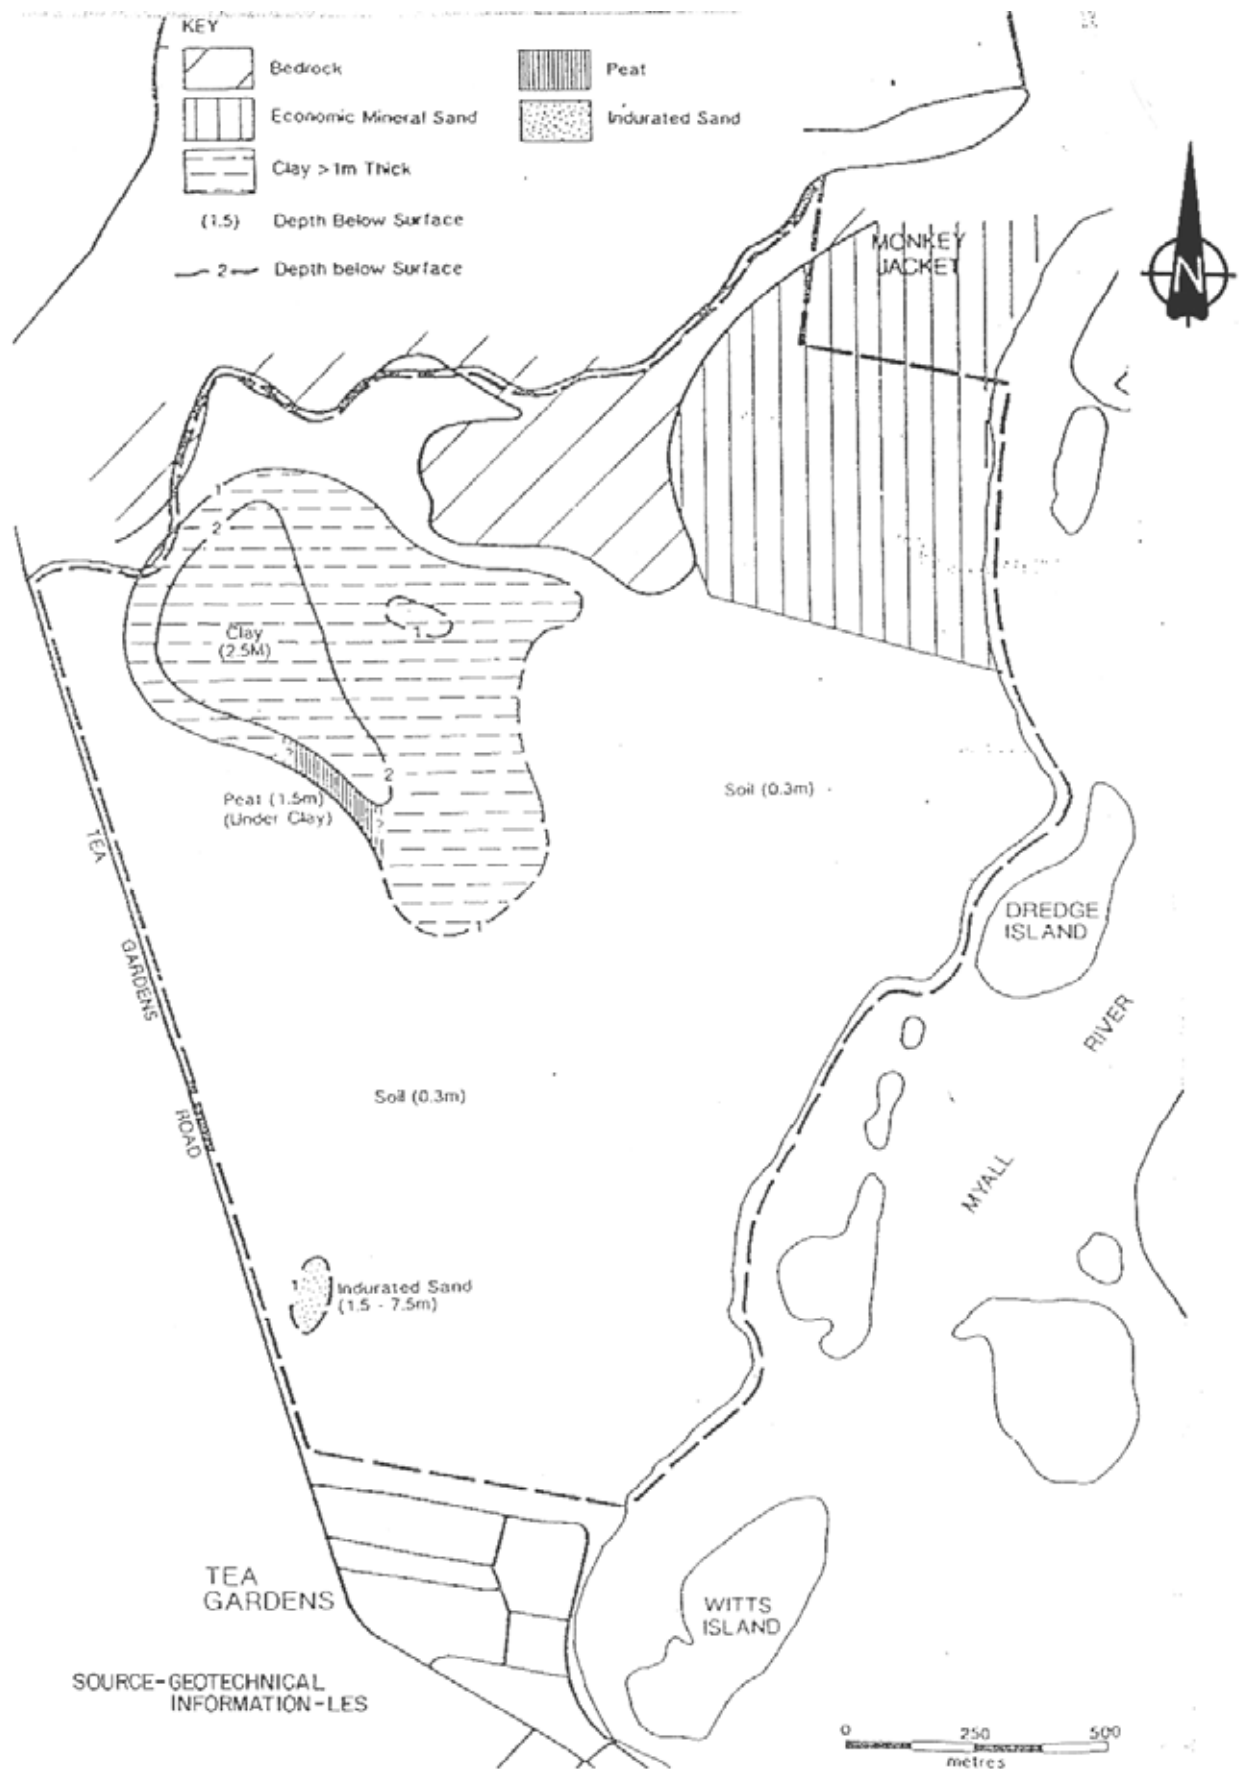 KEY
Bedrock
Peat
Economic Mineral Sand
Indurated Sand
Clay >1m Thick
(1.5) Depth Below Surface
2 Depth below Surface
MONKEY
JACKET
N
1
2
Clay
(2.5M)
1
2
Peat (1.5m)
(Under Clay)
1
Soil (0.3m)
TEA
GARDENS
ROAD
DREDGE
ISLAND
RIVER
MYALL
Soil (0.3m)
1
Indurated Sand
(1.5 - 7.5m)
TEA
GARDENS
WITTS
ISLAND
SOURCE-GEOTECHNICAL
INFORMATION-LES
0 250 500
metres